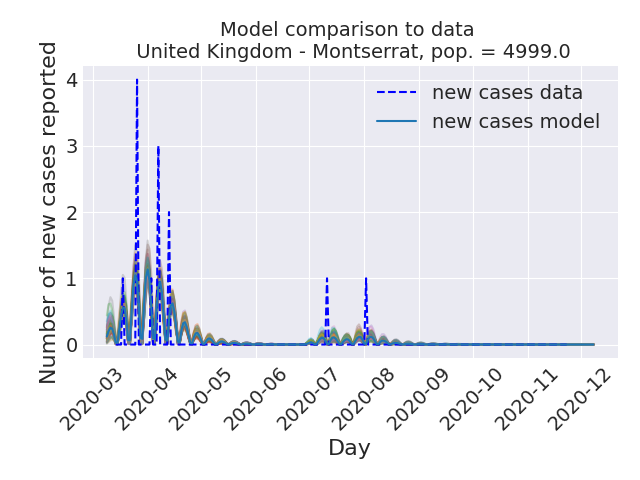 Model comparison to data
United Kingdom - Montserrat, pop. = 4999.0
Number of new cases reported
4
3
2
1
0
new cases data
new cases model
2020-03
2020-04
2020-05
2020-06
2020-07
2020-08
2020-09
2020-10
2020-11
2020-12
Day